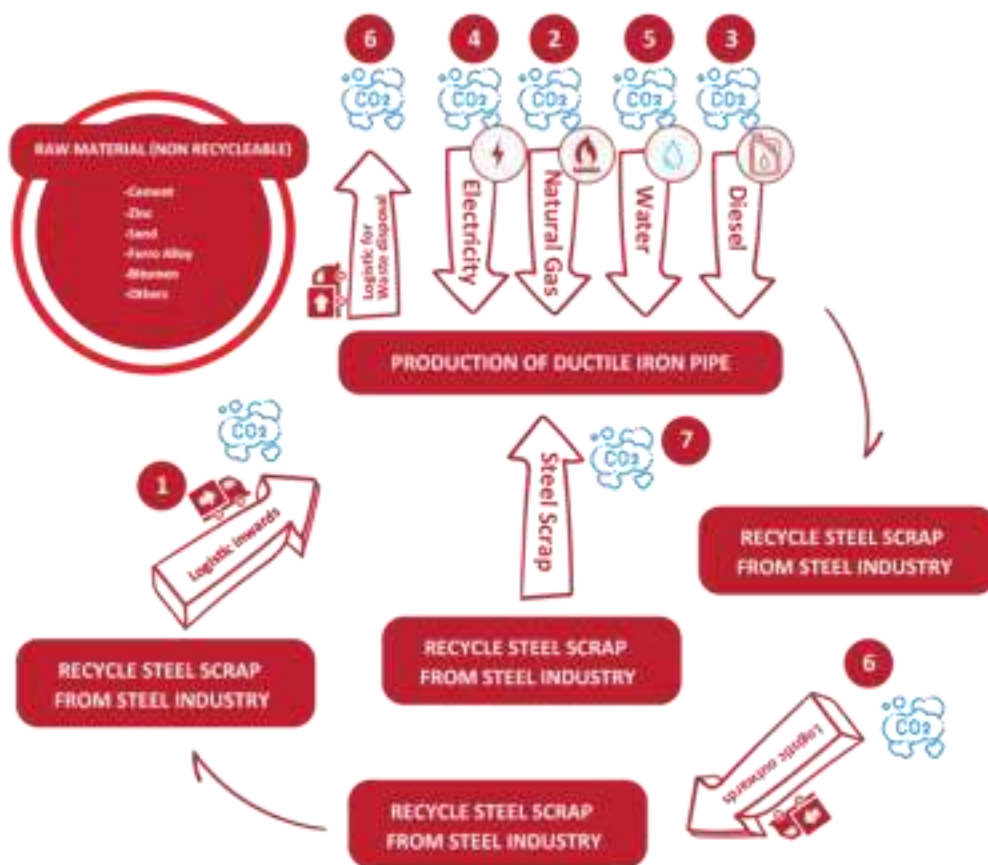 6
4
2
5
3
CO2
CO2
CO2
CO2
CO2
RAW MATERIAL (NON RECYCLEABLE)
-Cement
-Zinc
-Sand
-Ferro Alloy
-Bitumen
-Others
Logistic for
Waste disposal
Electricity
Natural Gas
Water
Diesel
PRODUCTION OF DUCTILE IRON PIPE
CO2
1
Logistic inwards
Steel Scrap
CO2
7
RECYCLE STEEL SCRAP
FROM STEEL INDUSTRY
RECYCLE STEEL SCRAP
FROM STEEL INDUSTRY
RECYCLE STEEL SCRAP
FROM STEEL INDUSTRY
6
CO2
Logistic outwards
RECYCLE STEEL SCRAP
FROM STEEL INDUSTRY